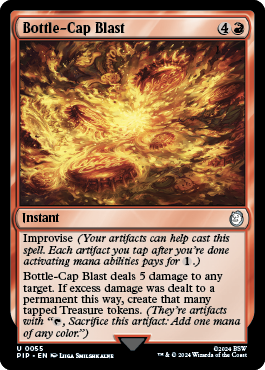 Bottle-Cap Blast 4
Instant
Improvise (Your artifacts can help cast this
spell. Each artifact you tap after you're done
activating mana abilities pays for 1.)
Bottle-Cap Blast deals 5 damage to any
target. If excess damage was dealt to a
permanent this way, create that many
tapped Treasure tokens. (They're artifacts
with “, Sacrifice this artifact: Add one mana
of any color.”)
U 0055
PIP • EN LIIGA SMILSHKALNE
™ & © 2024 Wizards of the Coast
©2024 BSW